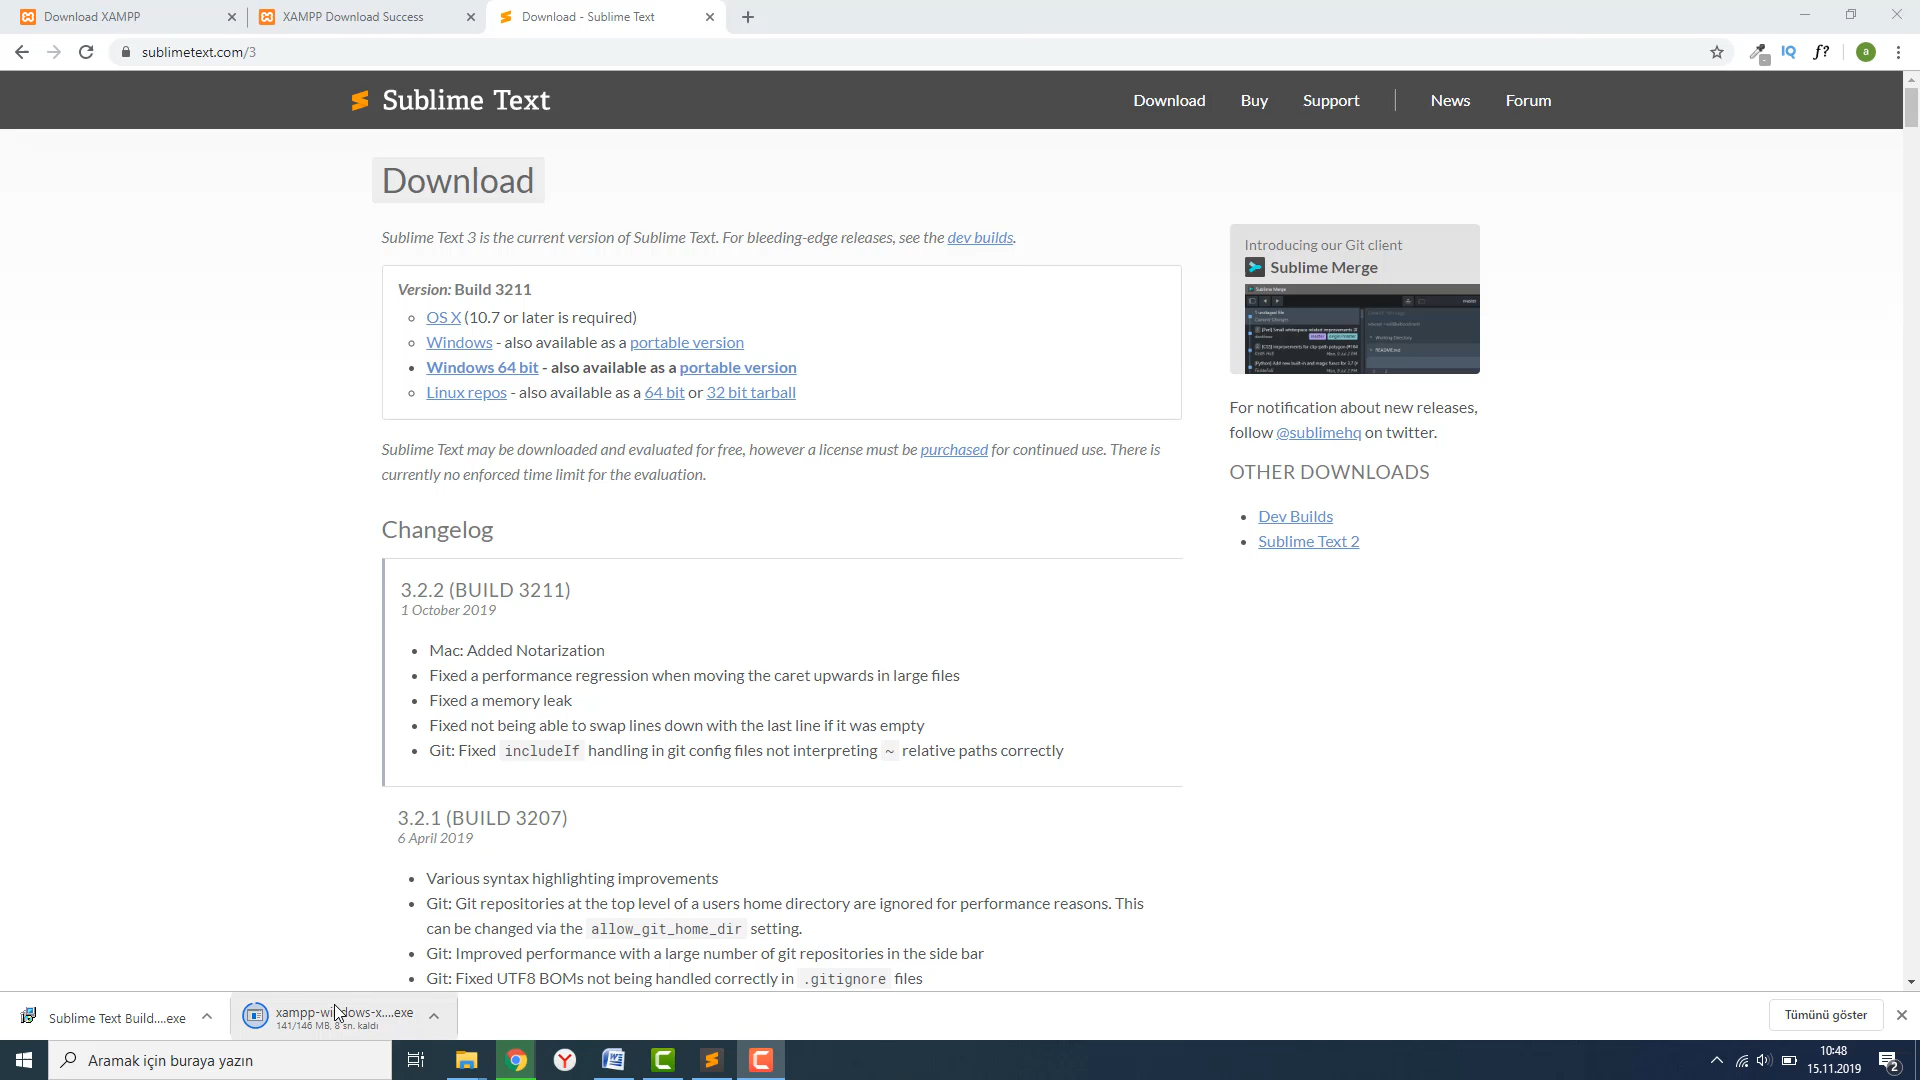 Download XAMPP
XAMPP Download Success
Download - Sublime Text
sublimetext.com/3
Sublime Text
Download
Buy
Support
News
Forum
Download
Sublime Text 3 is the current version of Sublime Text. For bleeding-edge releases, see the dev builds.
Version: Build 3211
OS X (10.7 or later is required)
Windows - also available as a portable version
Windows 64 bit - also available as a portable version
Linux repos - also available as a 64 bit or 32 bit tarball
Sublime Text may be downloaded and evaluated for free, however a license must be purchased for continued use. There is
currently no enforced time limit for the evaluation.
Changelog
3.2.2 (BUILD 3211)
1 October 2019
Mac: Added Notarization
Fixed a performance regression when moving the caret upwards in large files
Fixed a memory leak
Fixed not being able to swap lines down with the last line if it was empty
Git: Fixed includeIf handling in git config files not interpreting ~ relative paths correctly
3.2.1 (BUILD 3207)
6 April 2019
Various syntax highlighting improvements
Git: Git repositories at the top level of a users home directory are ignored for performance reasons. This
can be changed via the allow_git_home_dir setting.
Git: Improved performance with a large number of git repositories in the side bar
Git: Fixed UTF8 BOMs not being handled correctly in .gitignore files
Introducing our Git client
Sublime Merge
For notification about new releases,
follow @sublimehq on twitter.
OTHER DOWNLOADS
Dev Builds
Sublime Text 2
Sublime Text Build....exe
xampp-windows-x....exe
141/146 MB, 8 sn. kaldı
Tümünü göster
Aramak için buraya yazın
10:48
15.11.2019
2